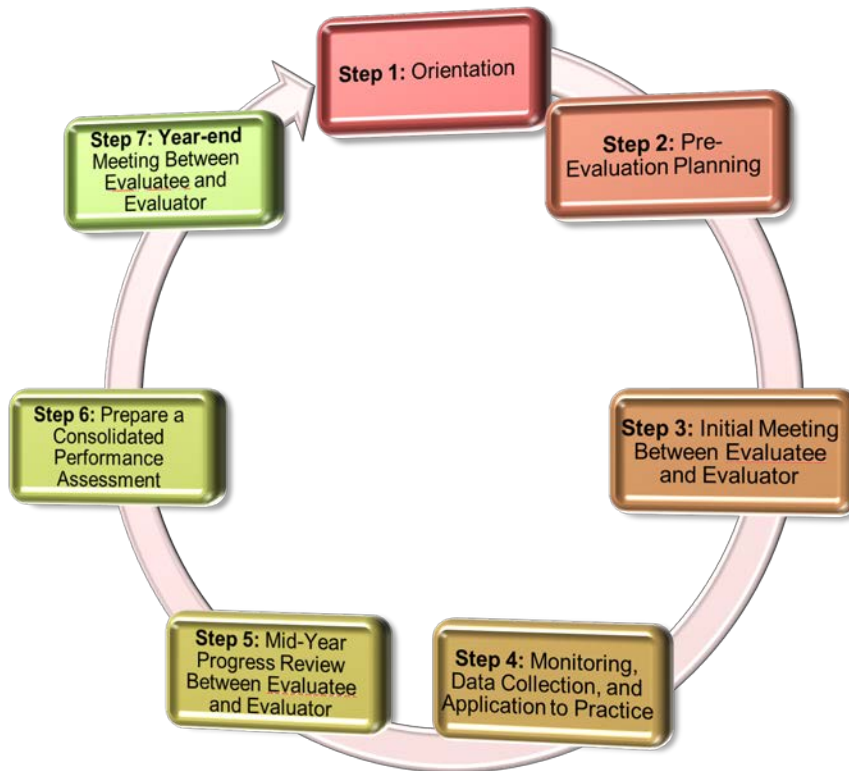 Step 1: Orientation
Step 2: Pre-
Evaluation Planning
Step 3: Initial Meeting
Between Evaluatee
and Evaluator
Step 4: Monitoring,
Data Collection, and
Application to Practice
Step 5: Mid-Year
Progress Review
Between Evaluatee
and Evaluator
Step 6: Prepare a
Consolidated
Performance
Assessment
Step 7: Year-end
Meeting Between
Evaluatee and
Evaluator